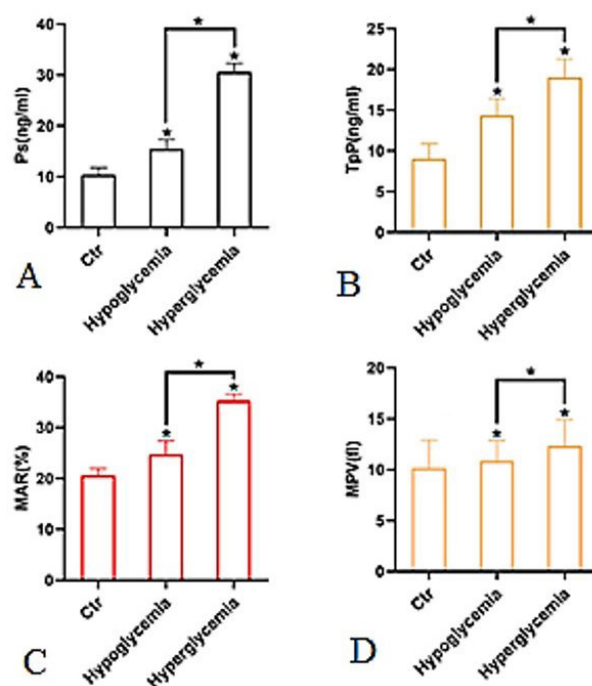 40
30
20
10
0
Ps(ng/ml)
★
★
★
Ctr
Hypoglycemia
Hyperglycemia
A
25
20
15
10
5
0
TpP(ng/ml)
★
★
★
Ctr
Hypoglycemia
Hyperglycemia
B
40
30
20
10
0
MAR(%)
★
★
★
Ctr
Hypoglycemia
Hyperglycemia
C
20
15
10
5
0
MPV(fl)
★
★
★
Ctr
Hypoglycemia
Hyperglycemia
D